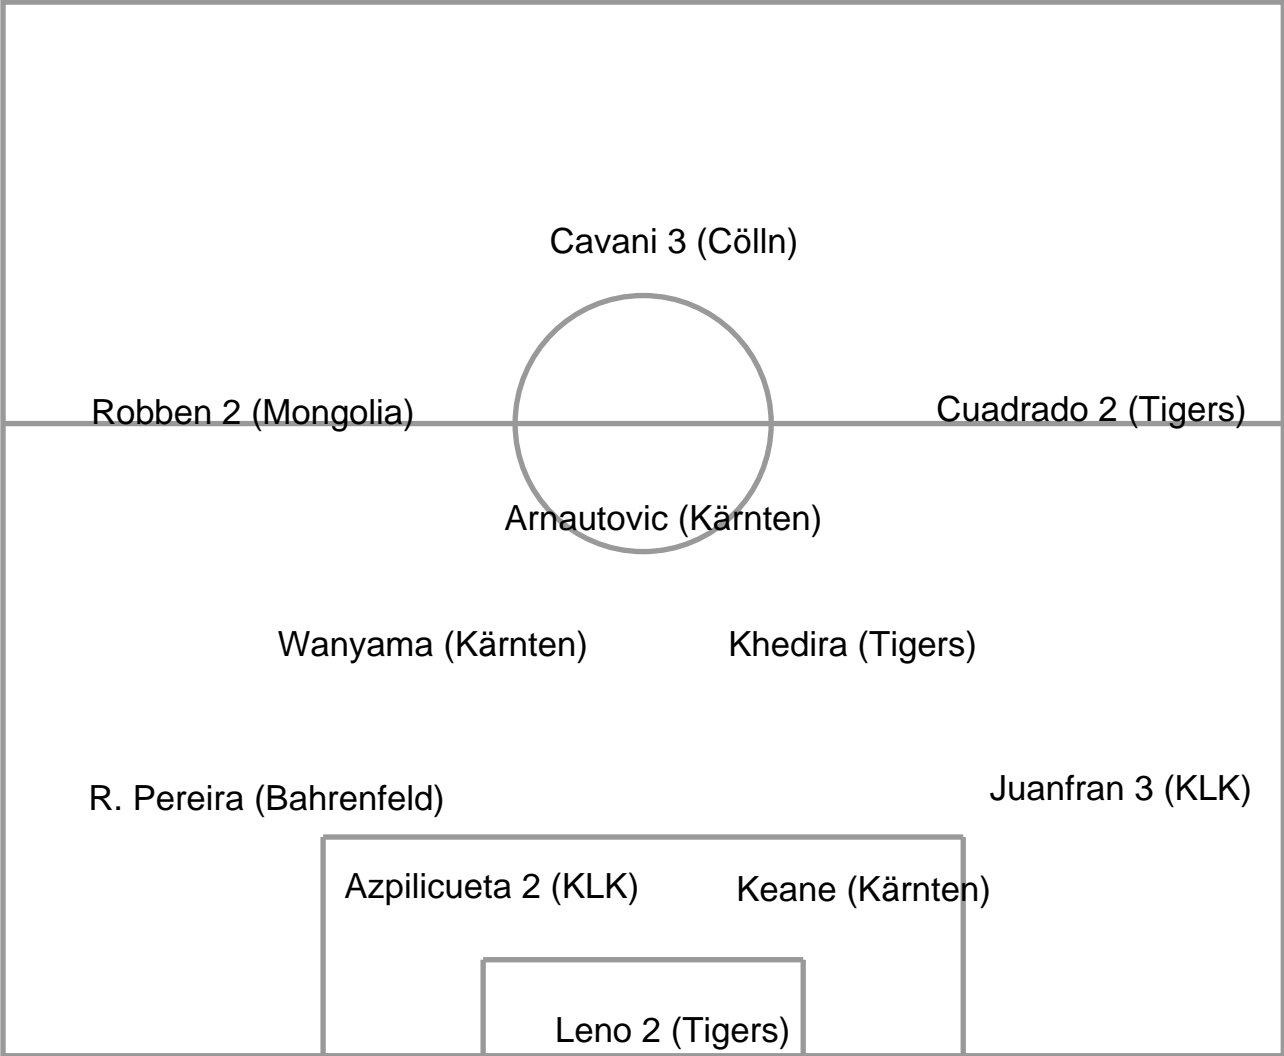 Cavani 3 (Cölln)
Robben 2 (Mongolia)
Cuadrado 2 (Tigers)
Arnautovic (Kärnten)
Wanyama (Kärnten)
Khedira (Tigers)
R. Pereira (Bahrenfeld)
Juanfran 3 (KLK)
Azpilicueta 2 (KLK)
Keane (Kärnten)
Leno 2 (Tigers)